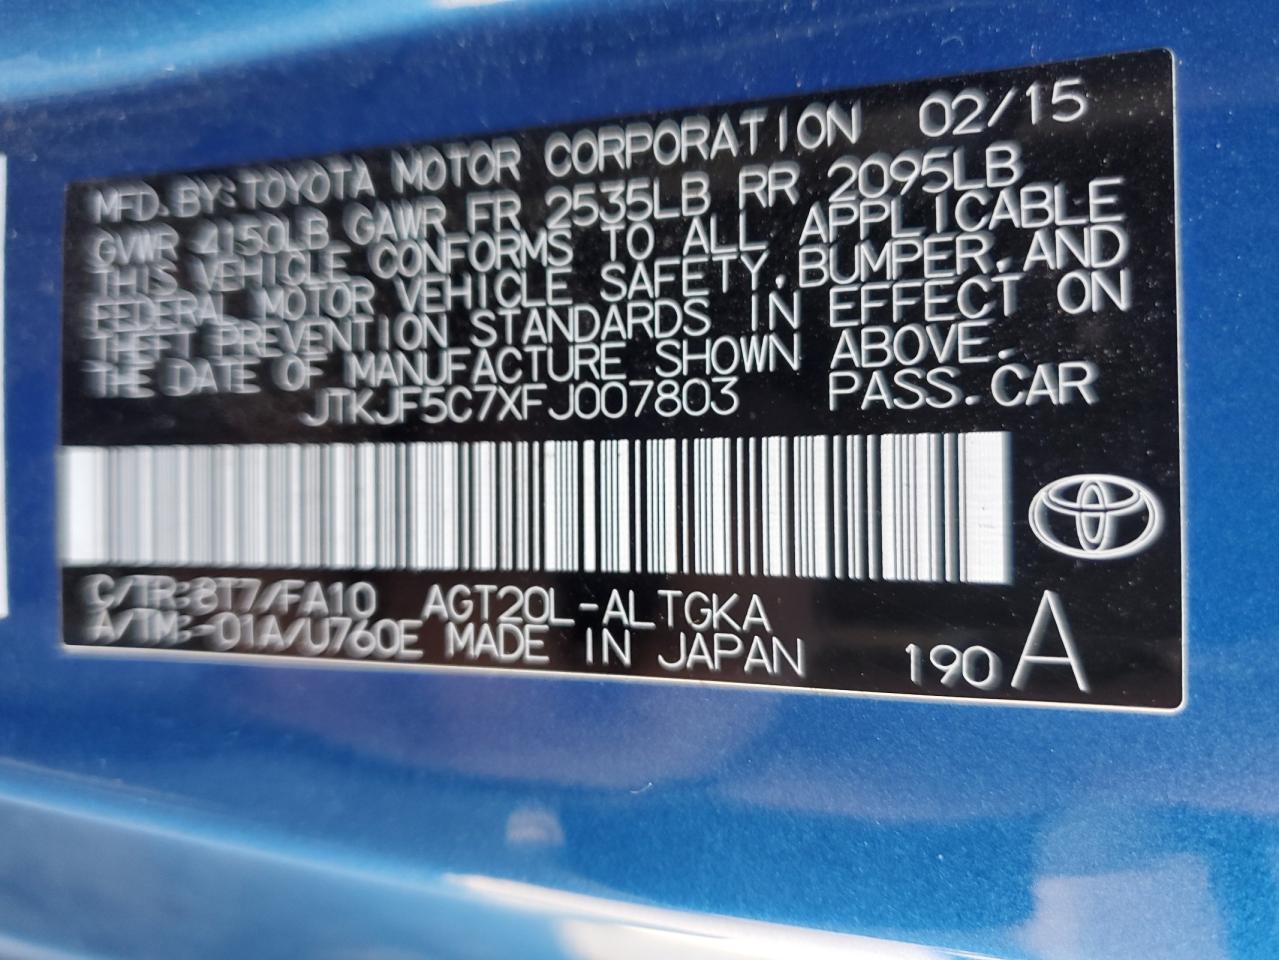 MFD. BY: TOYOTA MOTOR CORPORATION 02/15
GVWR 4150LB GAWR FR 2535LB RR 2095LB
THIS VEHICLE CONFORMS TO ALL APPLICABLE
FEDERAL MOTOR VEHICLE SAFETY, BUMPER, AND
THEFT PREVENTION STANDARDS IN EFFECT ON
THE DATE OF MANUFACTURE SHOWN ABOVE.
JTKJF5C7XFJ007803 PASS. CAR
C/TR:8T7/FA10 AGT20L-ALTGKA
A/TM:-01A/U760E MADE IN JAPAN 190 A